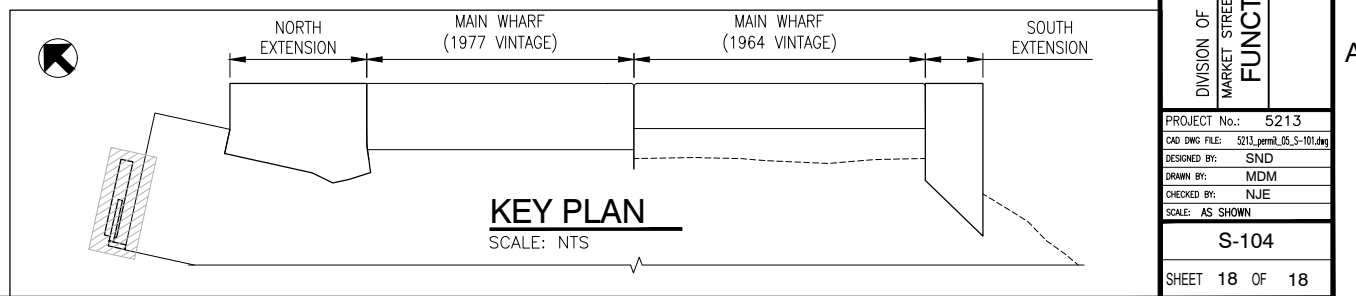 NORTH
EXTENSION
MAIN WHARF
(1977 VINTAGE)
MAIN WHARF
(1964 VINTAGE)
SOUTH
EXTENSION
KEY PLAN
SCALE: NTS
DIVISION OF
MARKET STREE
FUNCT
A
PROJECT No.: 5213
CAD DWG FILE: 5213_permit_05_S-101.dwg
DESIGNED BY: SND
DRAWN BY: MDM
CHECKED BY: NJE
SCALE: AS SHOWN
S-104
SHEET 18 OF 18